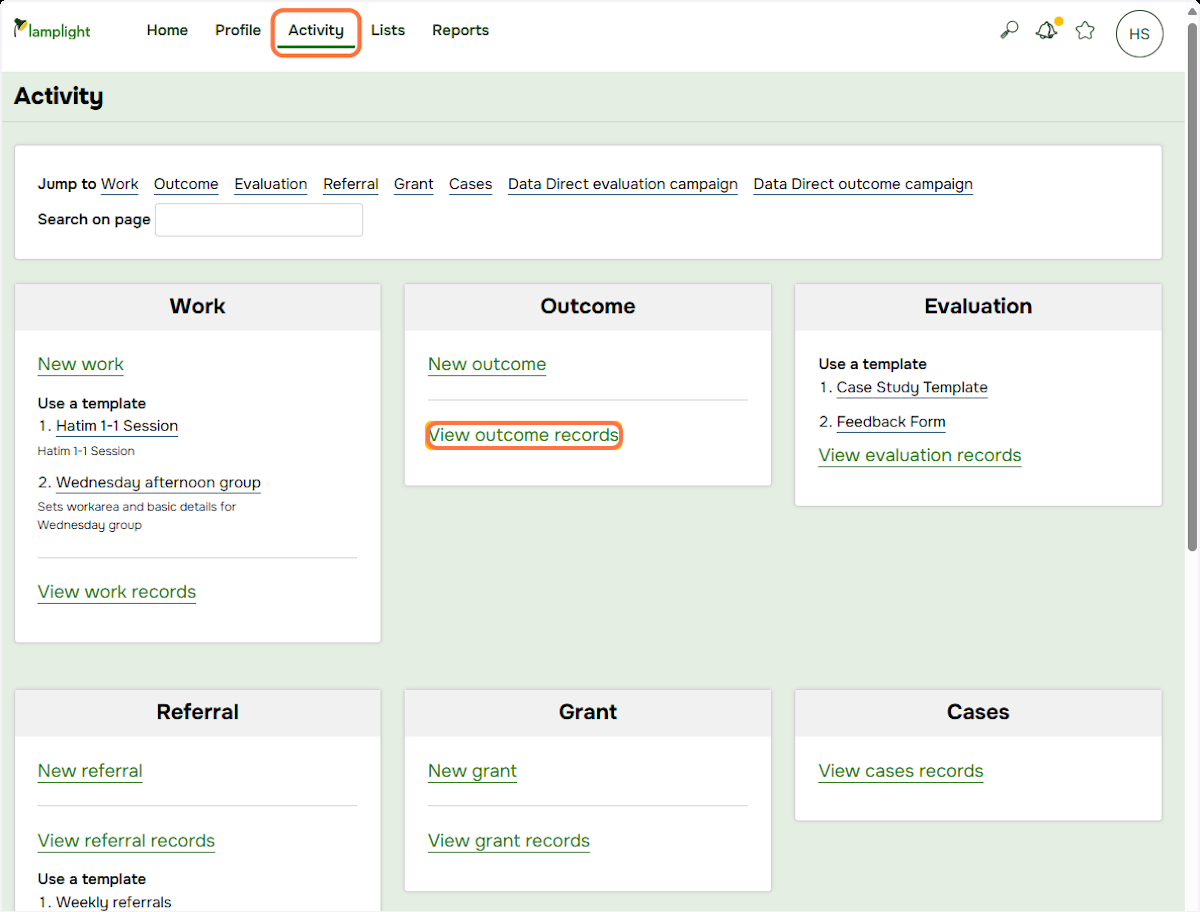 lamplight Home Profile Activity Lists Reports HS
Activity
Jump to Work Outcome Evaluation Referral Grant Cases Data Direct evaluation campaign Data Direct outcome campaign
Search on page
Work
New work
Use a template
1. Hatim 1-1 Session
Hatim 1-1 Session
2. Wednesday afternoon group
Sets workarea and basic details for
Wednesday group
View work records
Outcome
New outcome
View outcome records
Evaluation
Use a template
1. Case Study Template
2. Feedback Form
View evaluation records
Referral
New referral
View referral records
Use a template
1. Weekly referrals
Grant
New grant
View grant records
Cases
View cases records